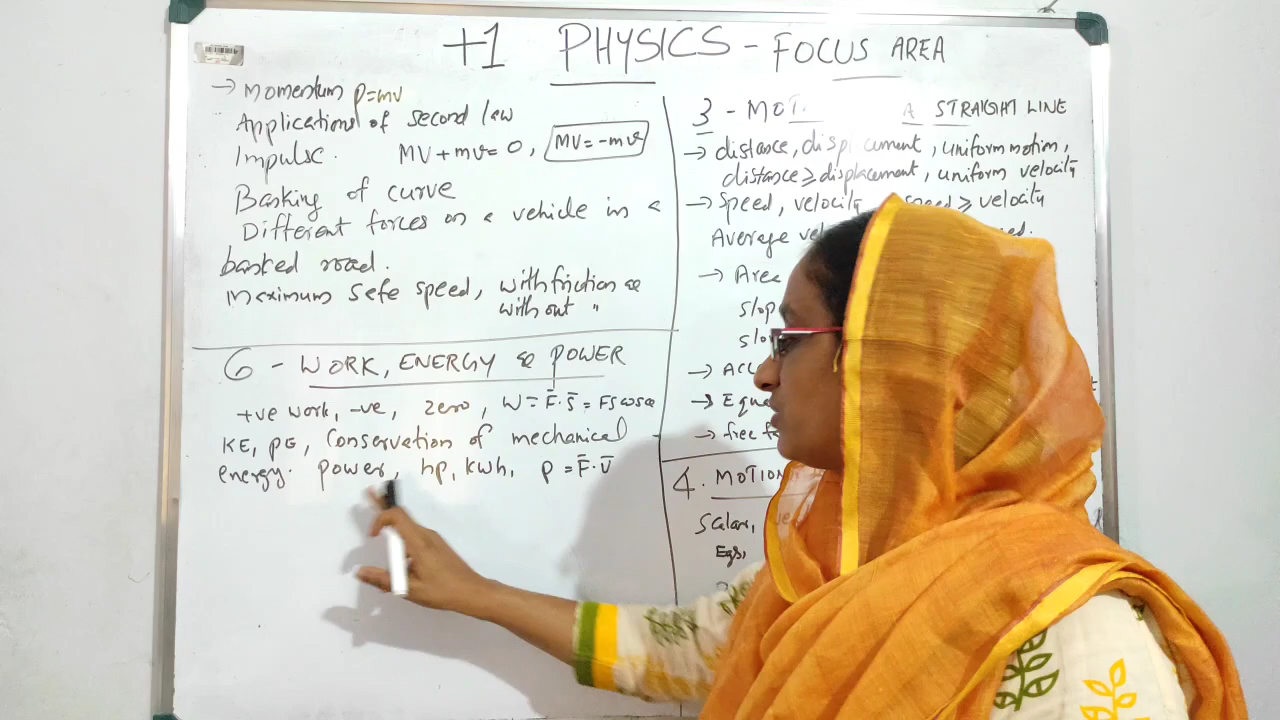 +1 PHYSICS - FOCUS AREA
→ Momentum p=mv
Applications of second law
Impulse. MV + mv = 0, MV = -mv
Banking of curve
Different forces on a vehicle in a
banked road.
Maximum safe speed, with friction &
with out "
6 - WORK, ENERGY & POWER
+ve work, -ve, zero, W = F̄·S̄ = FS cosα
KE, PE, Conservation of mechanical
energy. power, hp, kwh, P = F̄·V̄
3 - MOT. A STRAIGHT LINE
→ distance, displacement, uniform motion,
distance ≥ displacement, uniform velocity
→ Speed, velocity, speed ≥ velocity
Average
→ Area
slop
slo
→ Acc
→ Equa
→ free fa
4. MOTION
Scalar,
Eqs,